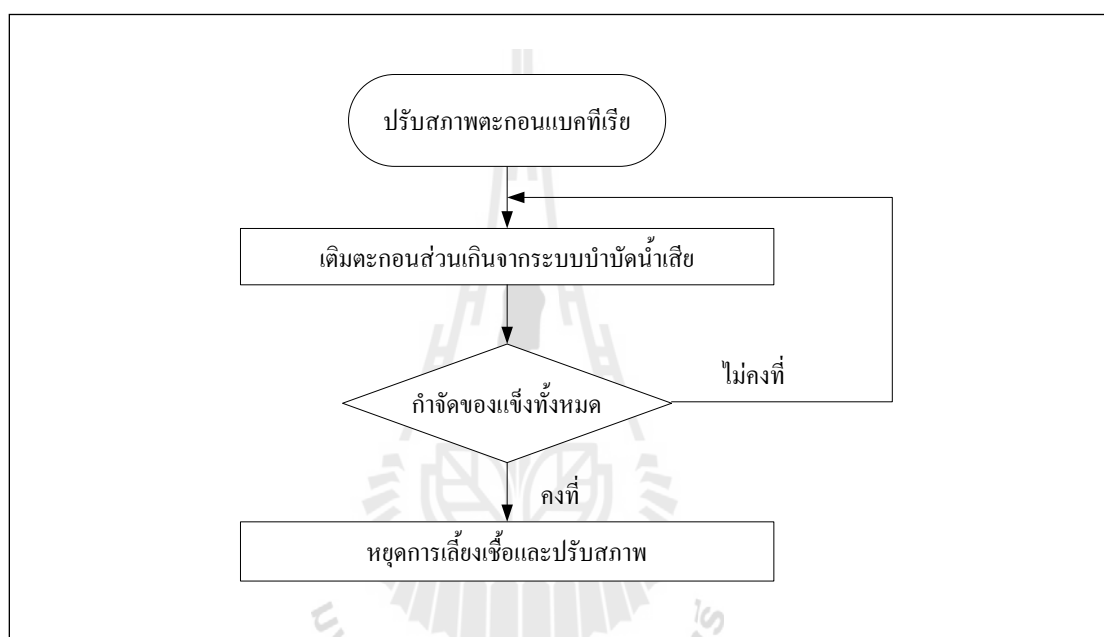 ปรับสภาพตะกอนแบคทีเรีย
เติมตะกอนส่วนเกินจากระบบบำบัดน้ำเสีย
ไม่คงที่
กำจัดของแข็งทั้งหมด
คงที่
หยุดการเลี้ยงเชื้อและปรับสภาพ